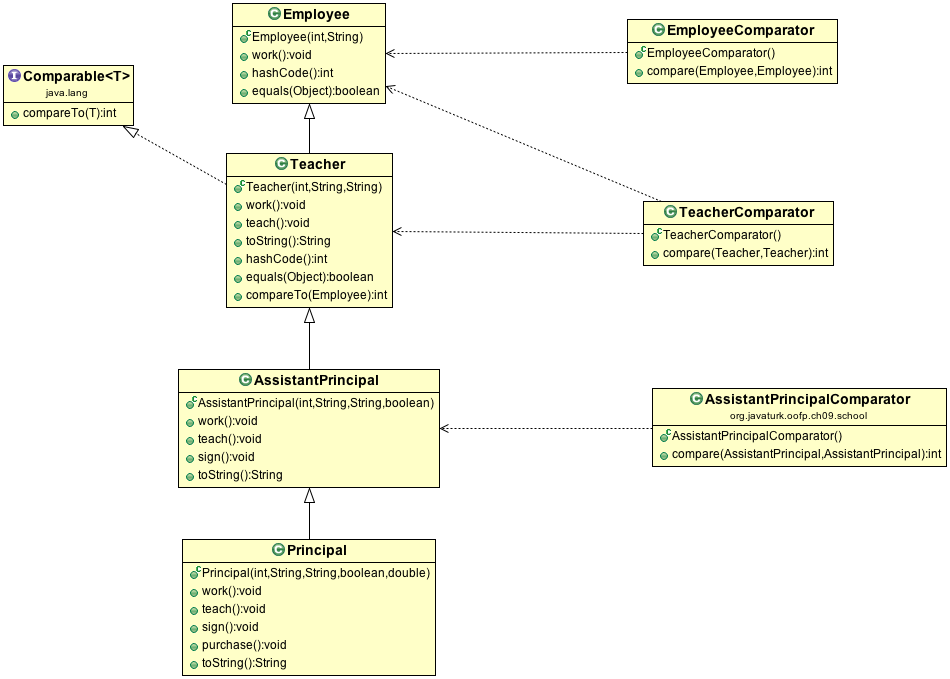 Employee
Employee(int,String)
work():void
hashCode():int
equals(Object):boolean
EmployeeComparator
EmployeeComparator()
compare(Employee,Employee):int
Comparable<T>
java.lang
compareTo(T):int
Teacher
Teacher(int,String,String)
work():void
teach():void
toString():String
hashCode():int
equals(Object):boolean
compareTo(Employee):int
TeacherComparator
TeacherComparator()
compare(Teacher,Teacher):int
AssistantPrincipal
AssistantPrincipal(int,String,String,boolean)
work():void
teach():void
sign():void
toString():String
AssistantPrincipalComparator
org.javaturk.oofp.ch09.school
AssistantPrincipalComparator()
compare(AssistantPrincipal,AssistantPrincipal):int
Principal
Principal(int,String,String,boolean,double)
work():void
teach():void
sign():void
purchase():void
toString():String